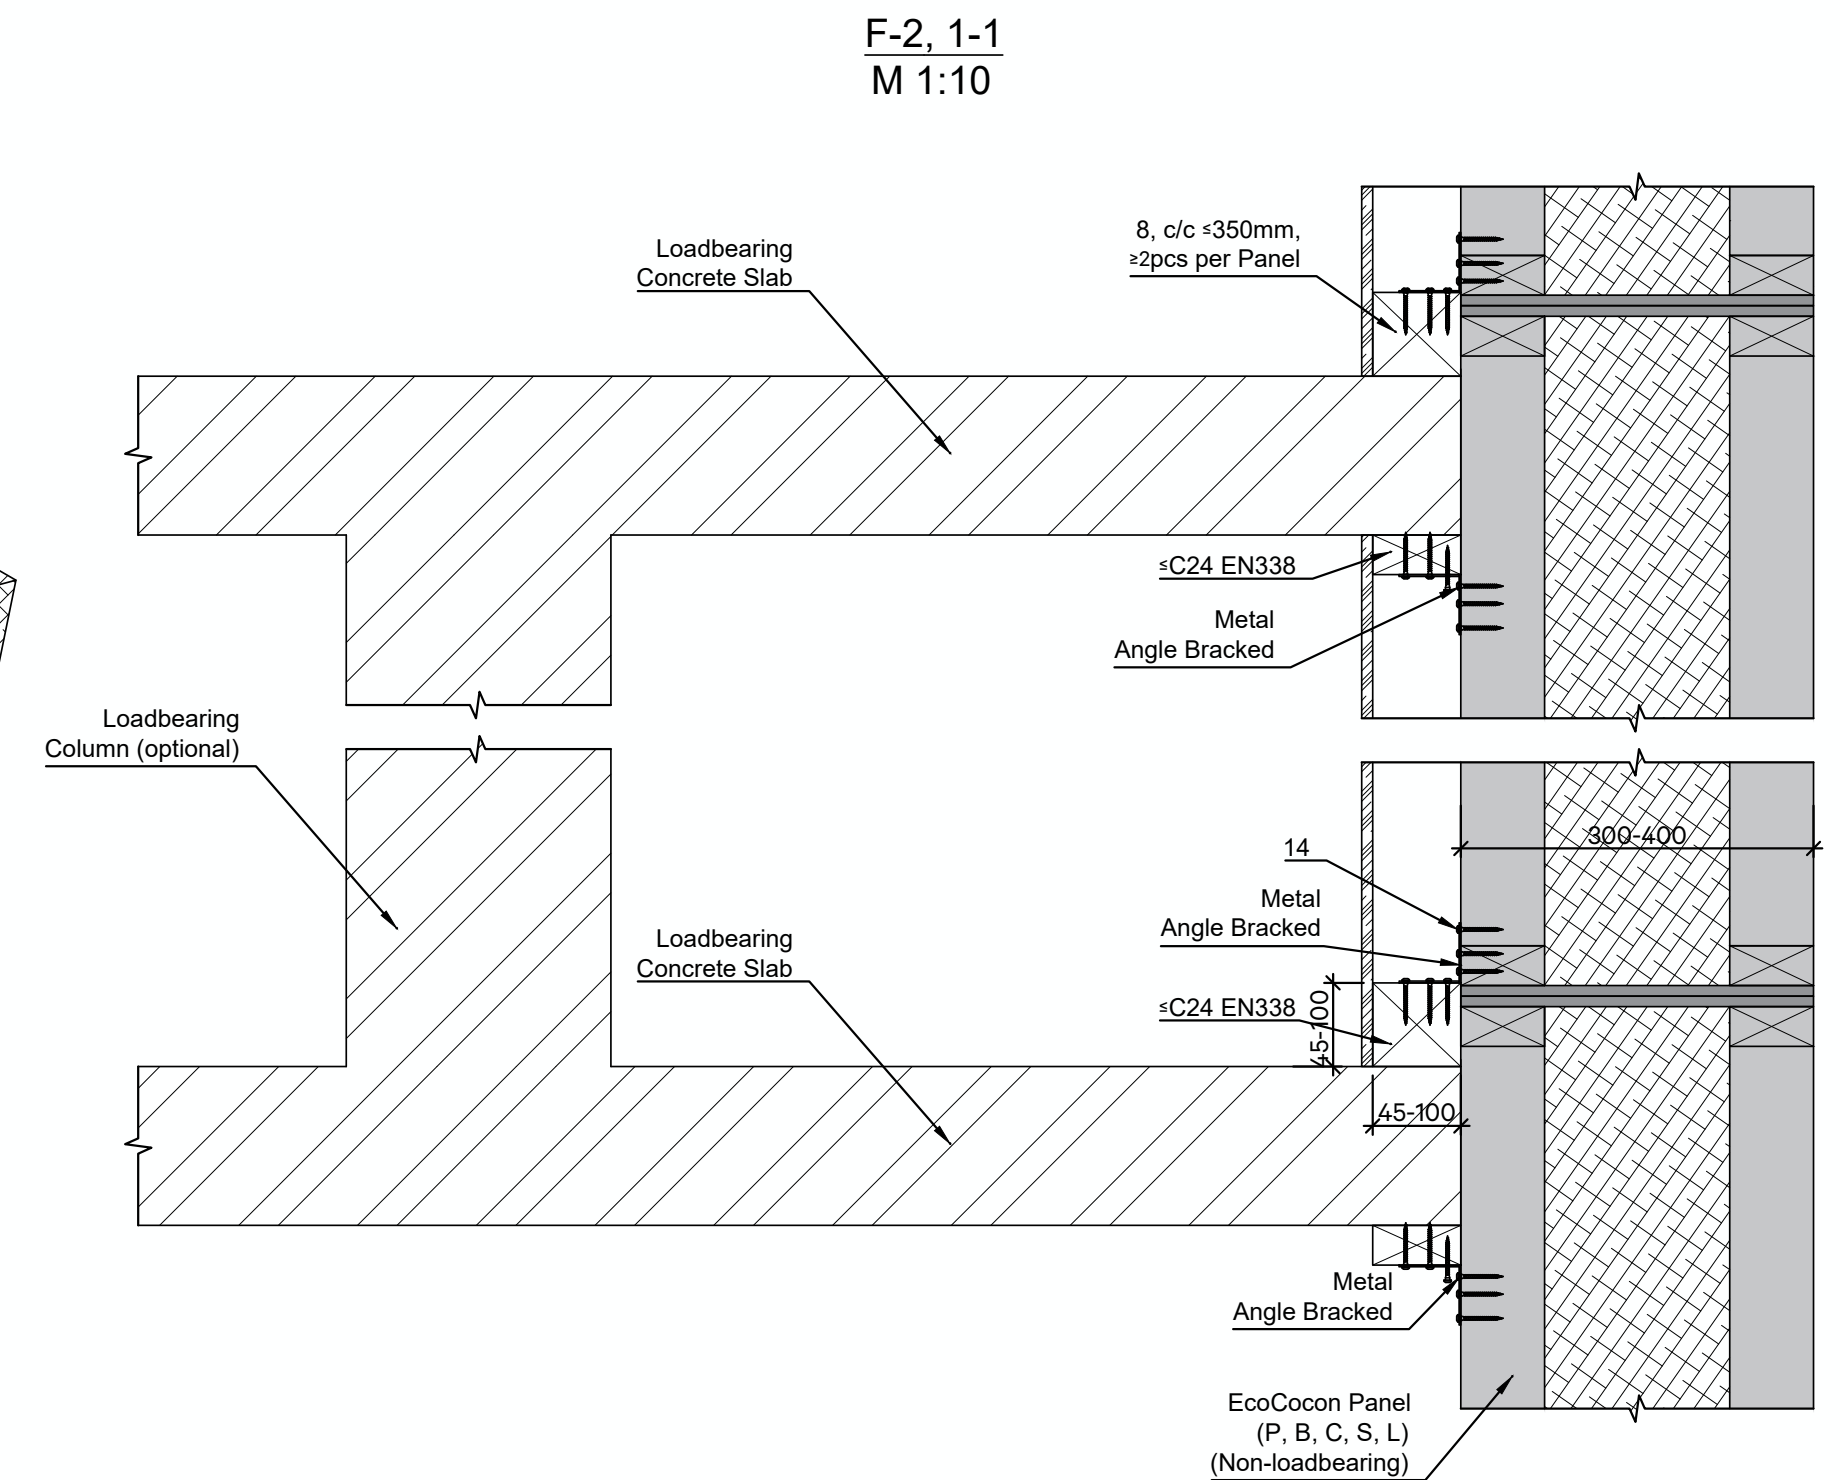 F-2, 1-1
M 1:10
8, c/c ≤350mm,
≥2pcs per Panel
Loadbearing
Concrete Slab
≤C24 EN338
Metal
Angle Bracked
Loadbearing
Column (optional)
300-400
14
Metal
Angle Bracked
Loadbearing
Concrete Slab
≤C24 EN338
45-100
45-100
Metal
Angle Bracked
EcoCocon Panel
(P, B, C, S, L)
(Non-loadbearing)